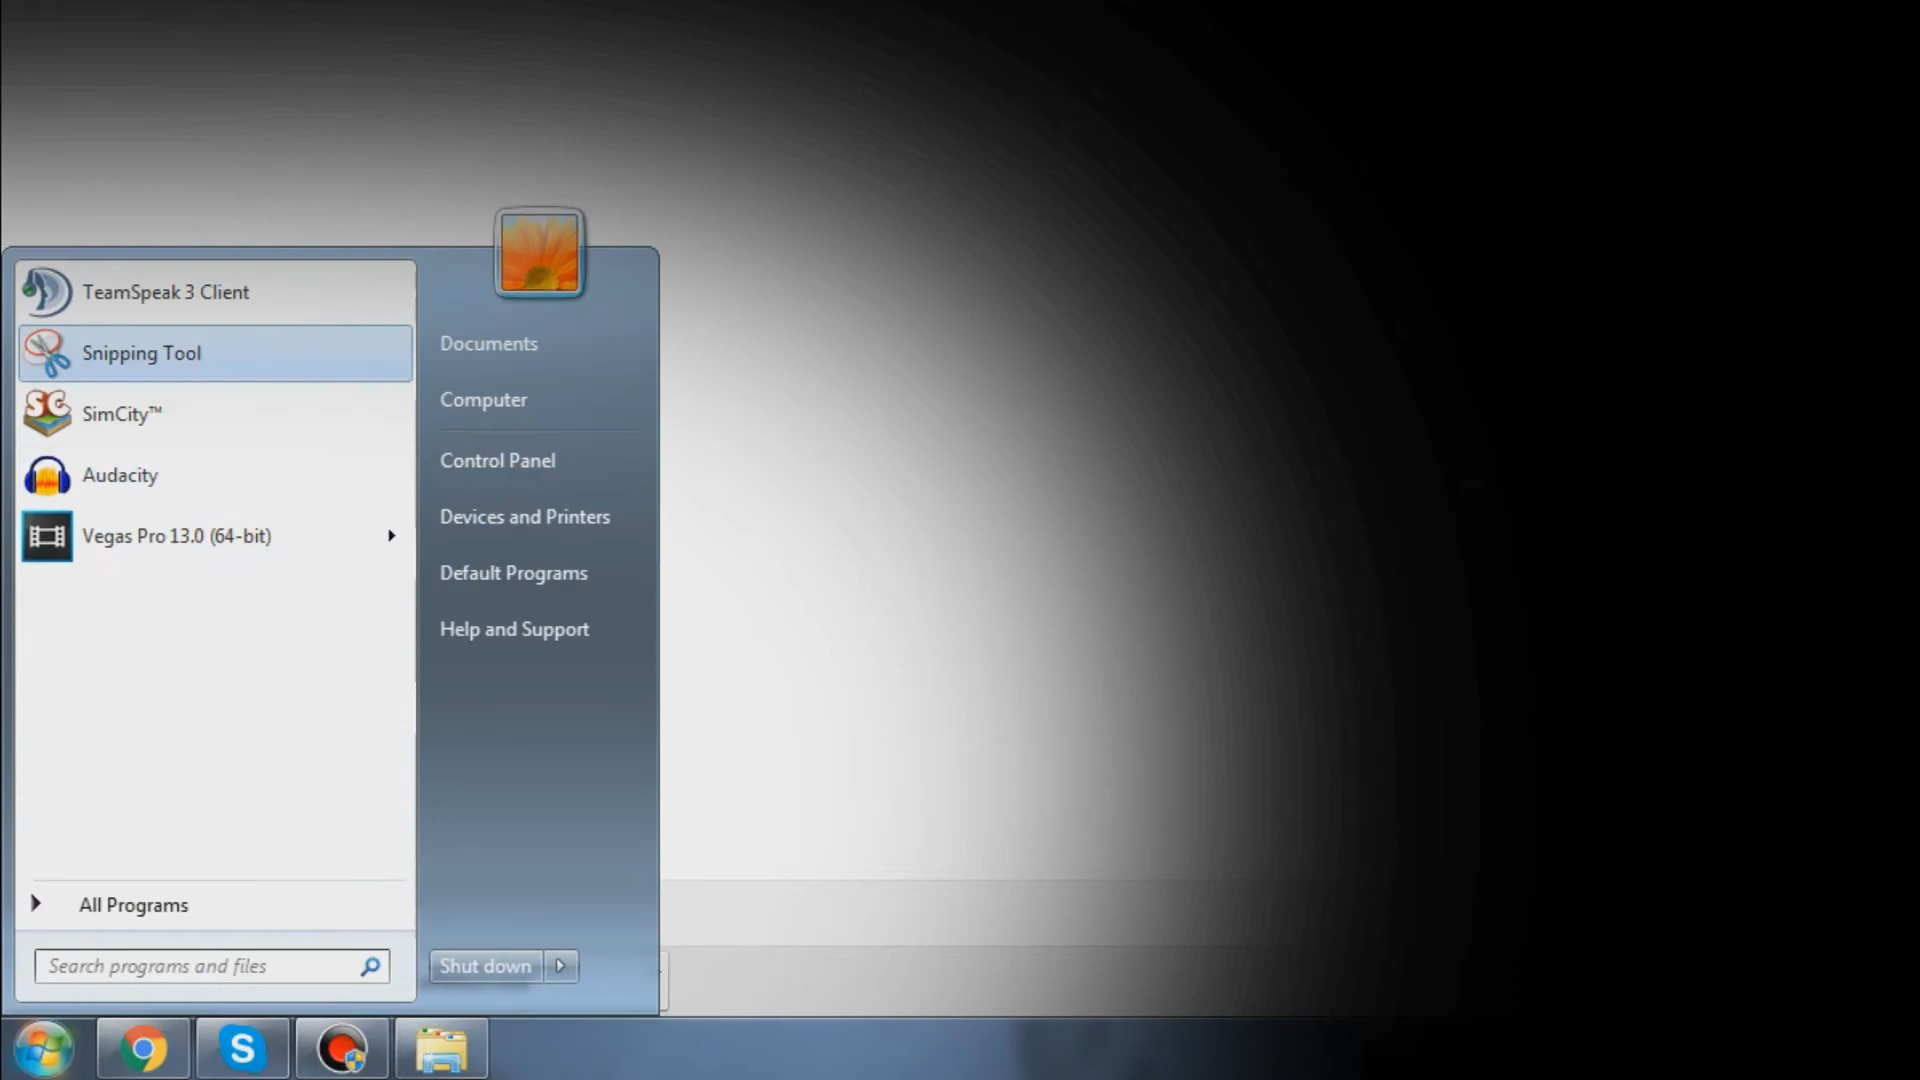 TeamSpeak 3 Client
Snipping Tool
SimCity™
Audacity
Vegas Pro 13.0 (64-bit)
All Programs
Search programs and files
Documents
Computer
Control Panel
Devices and Printers
Default Programs
Help and Support
Shut down